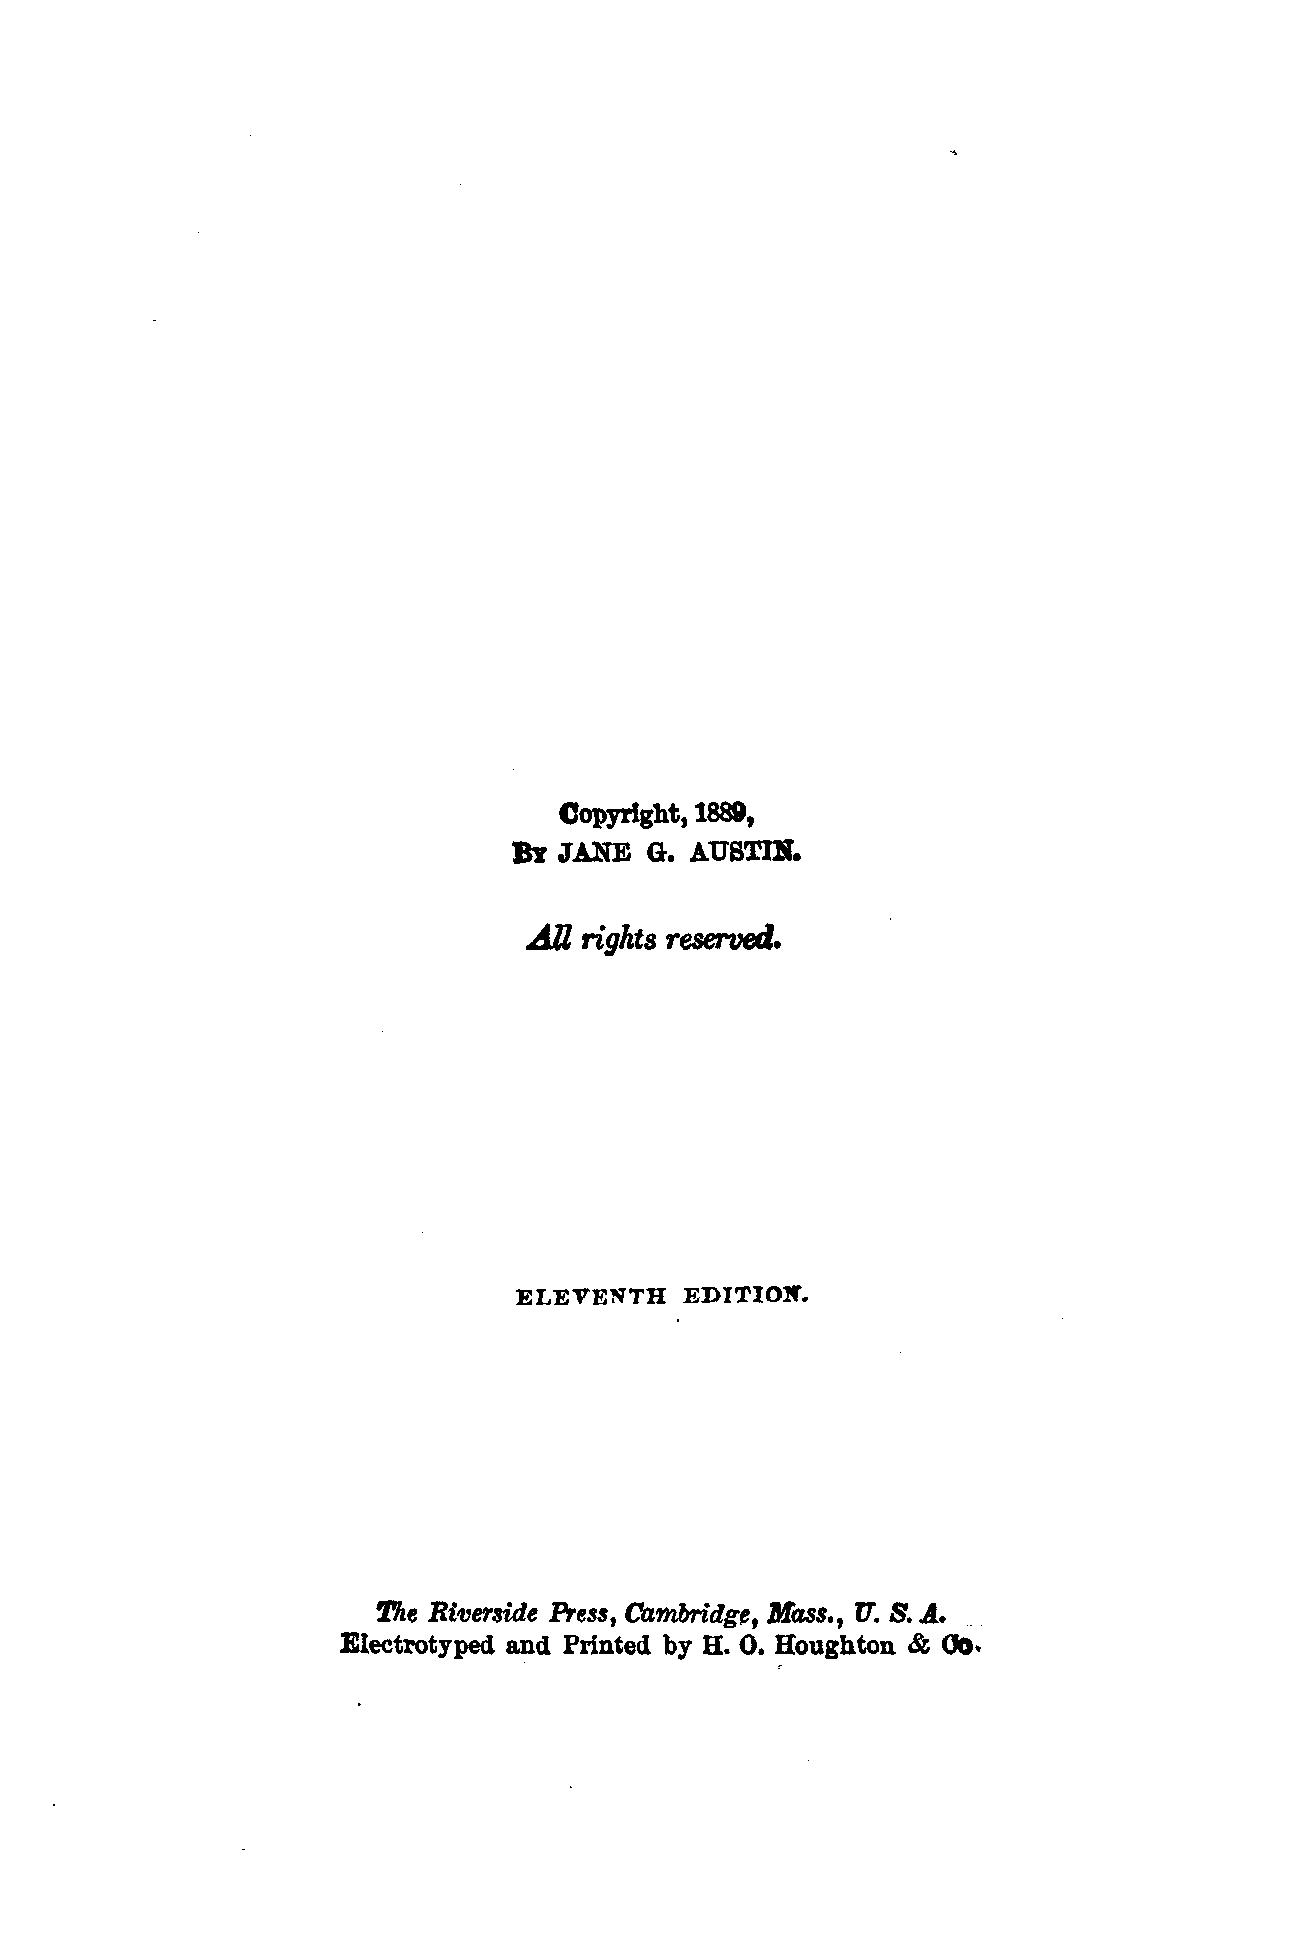 Copyright, 1889,
By JANE G. AUSTIN.
All rights reserved.
ELEVENTH EDITION.
The Riverside Press, Cambridge, Mass., U. S. A.
Electrotyped and Printed by H. O. Houghton & Co.